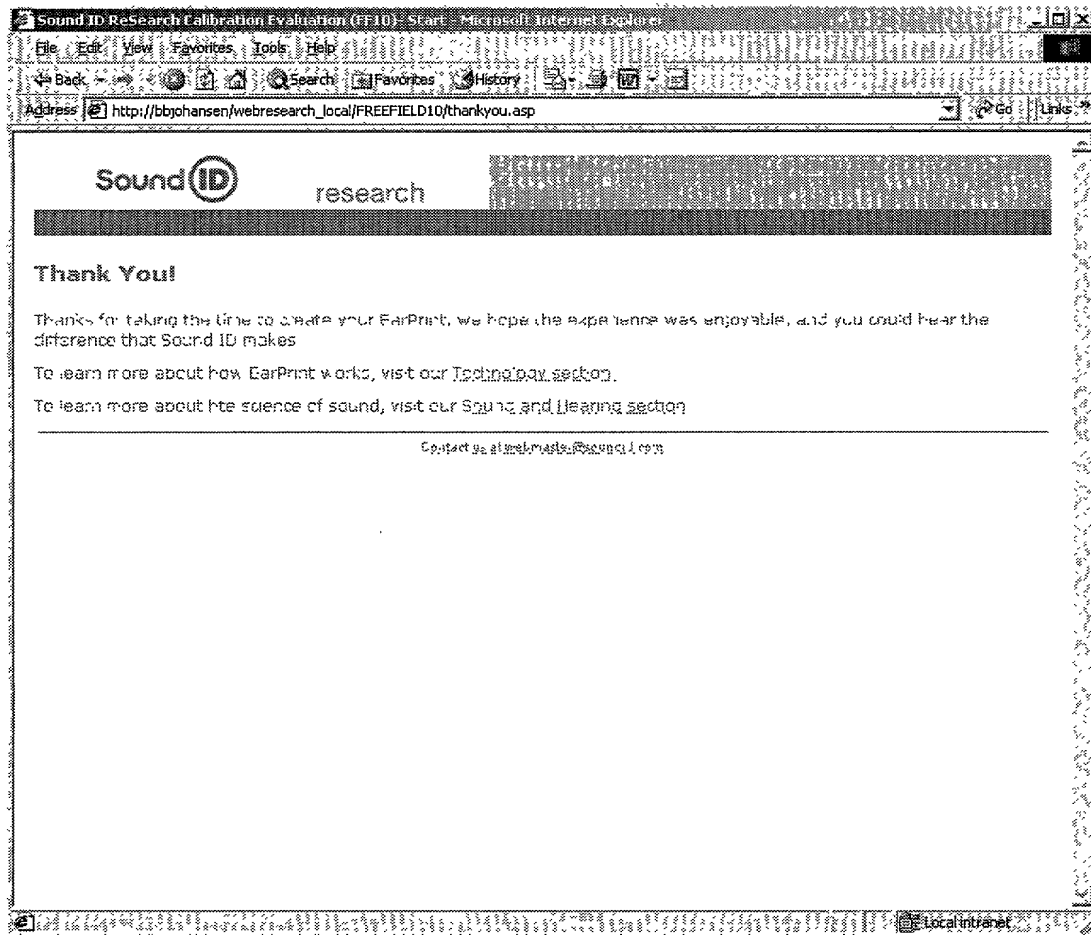 Sound ID ReSearch Calibration Evaluation (FF10)- Start - Microsoft Internet Explorer
File Edit View Favorites Tools Help
Back Search Favorites History
Address http://bbjohansen/webresearch_local/FREEFIELD10/thankyou.asp Go Links »
Sound ID research
Thank You!
Thanks for taking the time to create your EarPrint, we hope the experience was enjoyable, and you could hear the
difference that Sound ID makes
To learn more about how EarPrint works, visit our Technology section.
To learn more about hte science of sound, visit our Sound and Hearing section
Contact us at
Local intranet